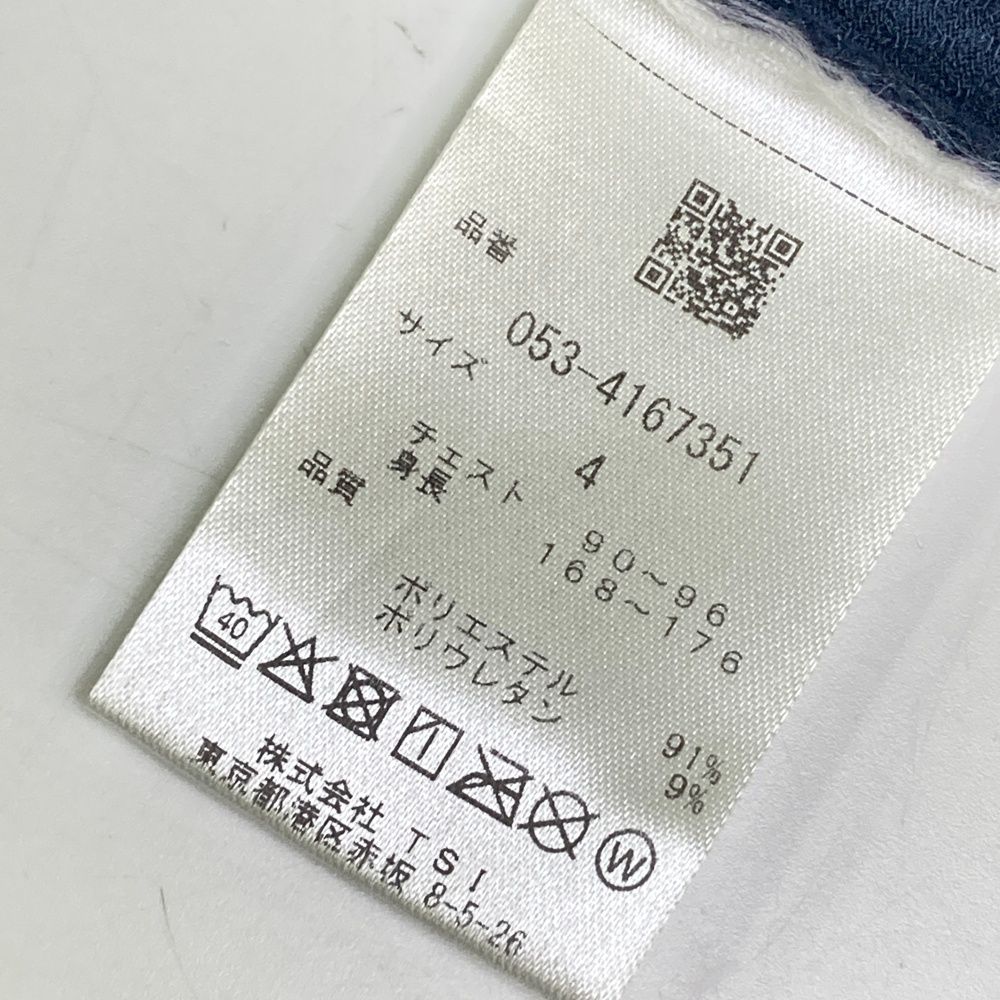 品番
053-4167351
サイズ 4
チェスト 90～96
身長 168～176
品質
ポリエステル 91%
ポリウレタン 9%
40
W
株式会社 TSI
東京都港区赤坂 8-5-26